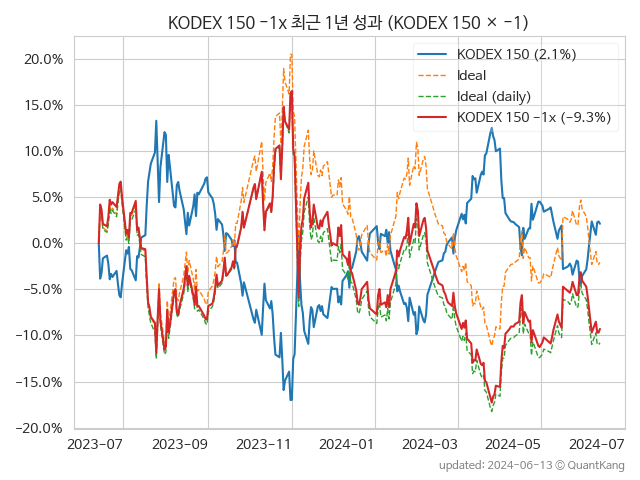 KODEX 150 −1x 최근 1년 성과 (KODEX 150 × −1)
KODEX 150 (2.1%)
Ideal
Ideal (daily)
KODEX 150 −1x (−9.3%)
20.0%
15.0%
10.0%
5.0%
0.0%
−5.0%
−10.0%
−15.0%
−20.0%
2023−07
2023−09
2023−11
2024−01
2024−03
2024−05
2024−07
updated: 2024−06−13 ⓒ QuantKang